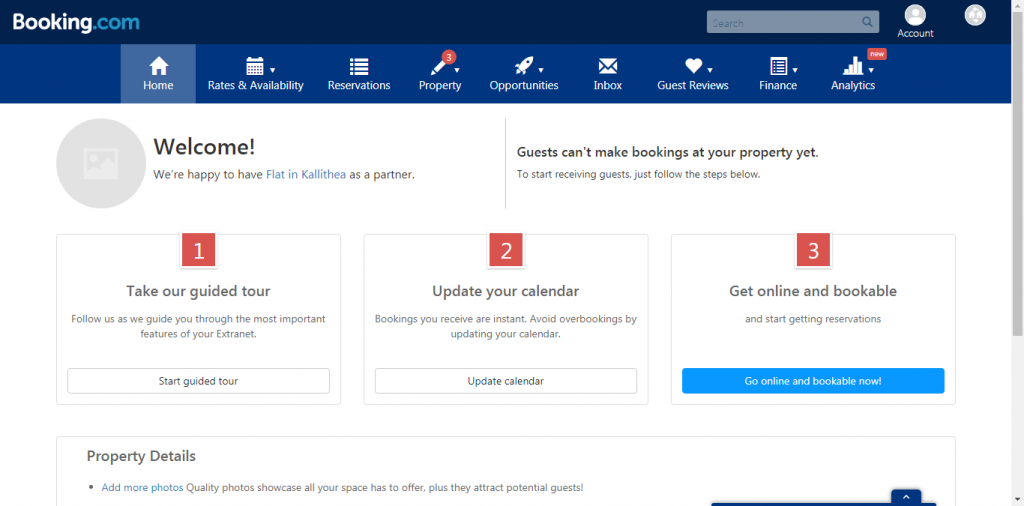 Booking.com
Search
Account
3
new
Home
Rates & Availability
Reservations
Property
Opportunities
Inbox
Guest Reviews
Finance
Analytics
Welcome!
We're happy to have Flat in Kallithea as a partner.
Guests can't make bookings at your property yet.
To start receiving guests, just follow the steps below.
1
Take our guided tour
Follow us as we guide you through the most important
features of your Extranet.
Start guided tour
2
Update your calendar
Bookings you receive are instant. Avoid overbookings by
updating your calendar.
Update calendar
3
Get online and bookable
and start getting reservations
Go online and bookable now!
Property Details
Add more photos Quality photos showcase all your space has to offer, plus they attract potential guests!